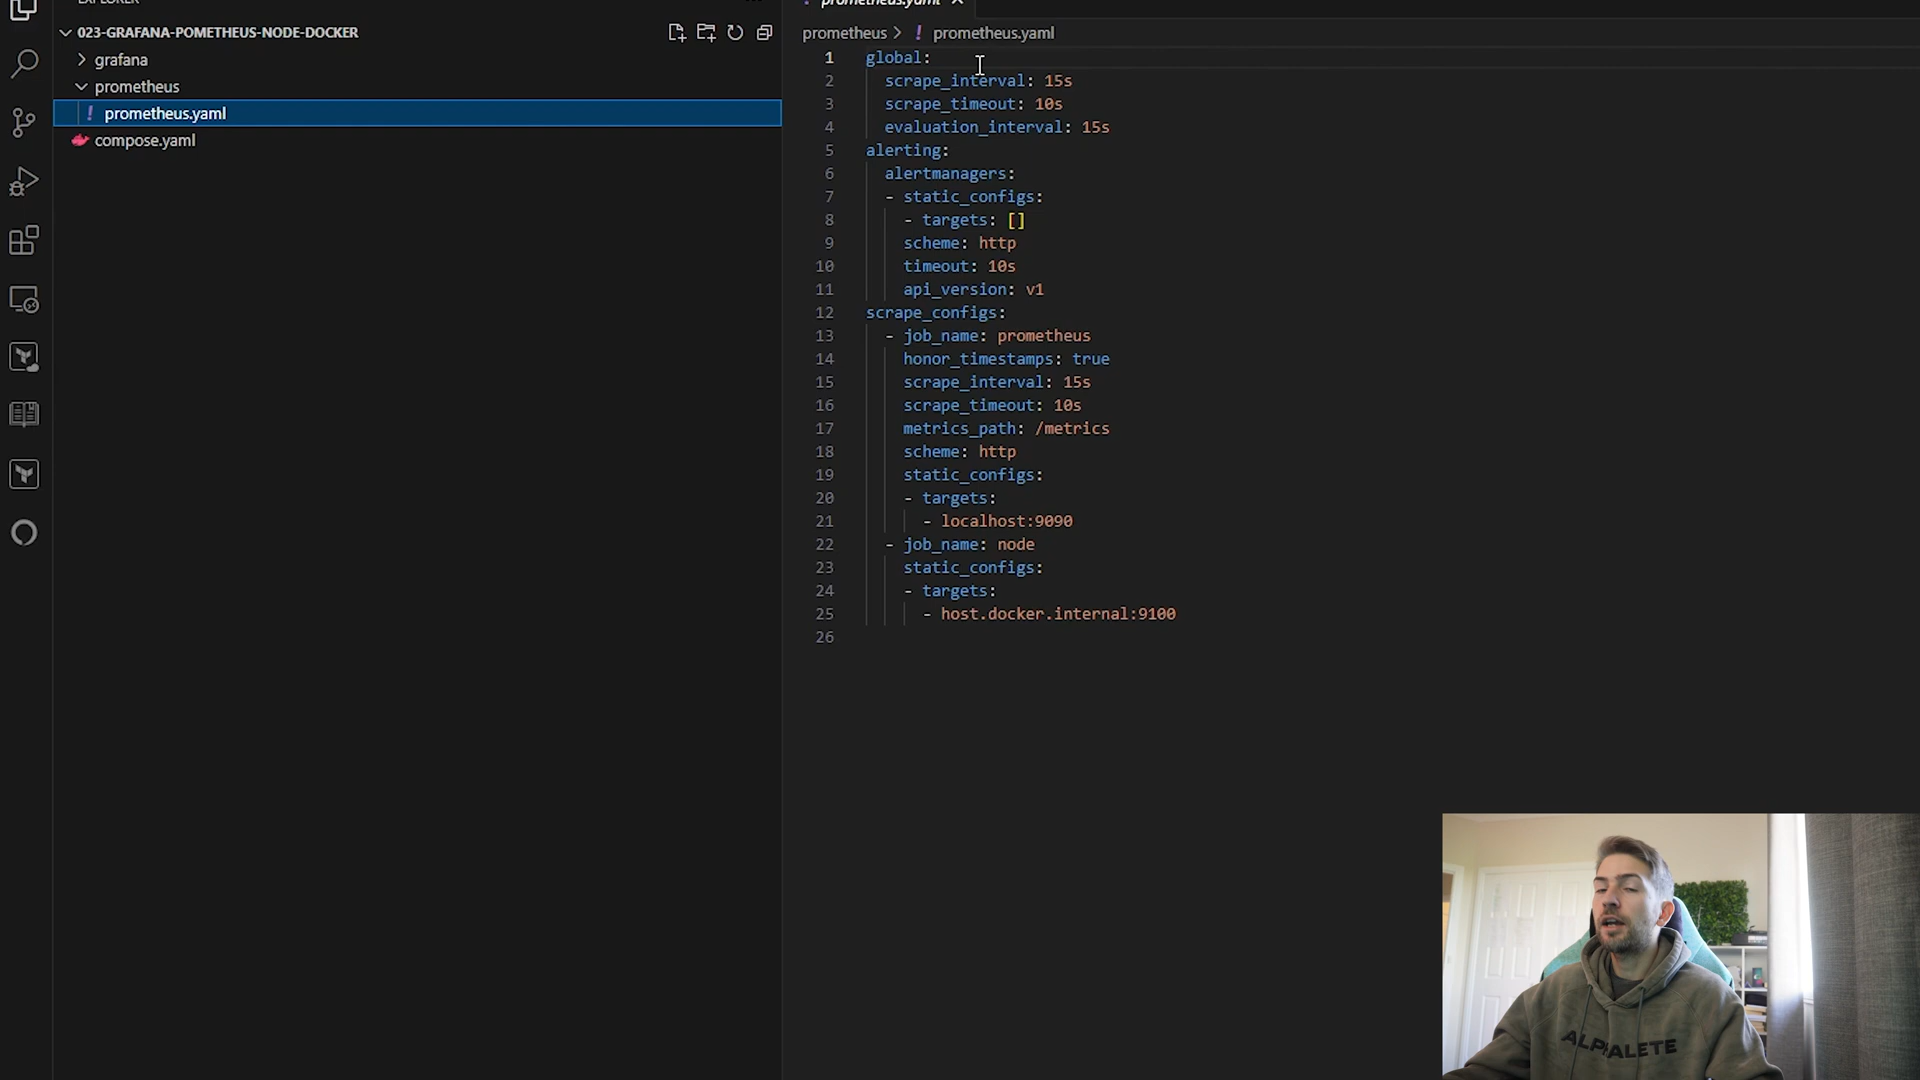 EXPLORER
prometheus.yaml
023-GRAFANA-POMETHEUS-NODE-DOCKER
grafana
prometheus
prometheus.yaml
compose.yaml
prometheus > ! prometheus.yaml
1 global:
2 scrape_interval: 15s
3 scrape_timeout: 10s
4 evaluation_interval: 15s
5 alerting:
6 alertmanagers:
7 - static_configs:
8 - targets: []
9 scheme: http
10 timeout: 10s
11 api_version: v1
12 scrape_configs:
13 - job_name: prometheus
14 honor_timestamps: true
15 scrape_interval: 15s
16 scrape_timeout: 10s
17 metrics_path: /metrics
18 scheme: http
19 static_configs:
20 - targets:
21 - localhost:9090
22 - job_name: node
23 static_configs:
24 - targets:
25 - host.docker.internal:9100
26
ALPHALETE